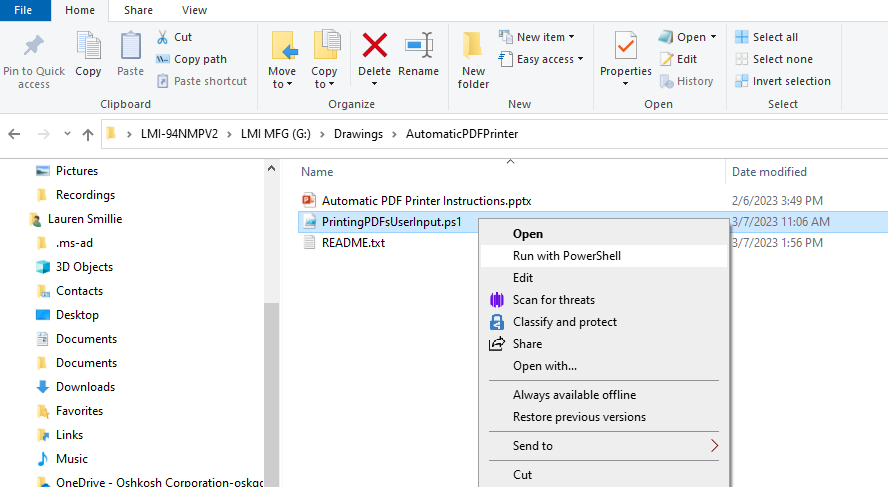 File Home Share View
Cut
Copy path
Paste shortcut
Pin to Quick access
Copy
Paste
Move to
Copy to
Delete
Rename
New folder
New item
Easy access
Properties
Open
Edit
History
Select all
Select none
Invert selection
Clipboard Organize New Open Select
LMI-94NMPV2 > LMI MFG (G:) > Drawings > AutomaticPDFPrinter
Pictures
Recordings
Lauren Smillie
.ms-ad
3D Objects
Contacts
Desktop
Documents
Documents
Downloads
Favorites
Links
Music
OneDrive - Oshkosh Corporation-oskgc
Name Date modified
Automatic PDF Printer Instructions.pptx 2/6/2023 3:49 PM
PrintingPDFsUserInput.ps1 3/7/2023 11:06 AM
README.txt 3/7/2023 1:56 PM
Open
Run with PowerShell
Edit
Scan for threats
Classify and protect
Share
Open with...
Always available offline
Restore previous versions
Send to
Cut